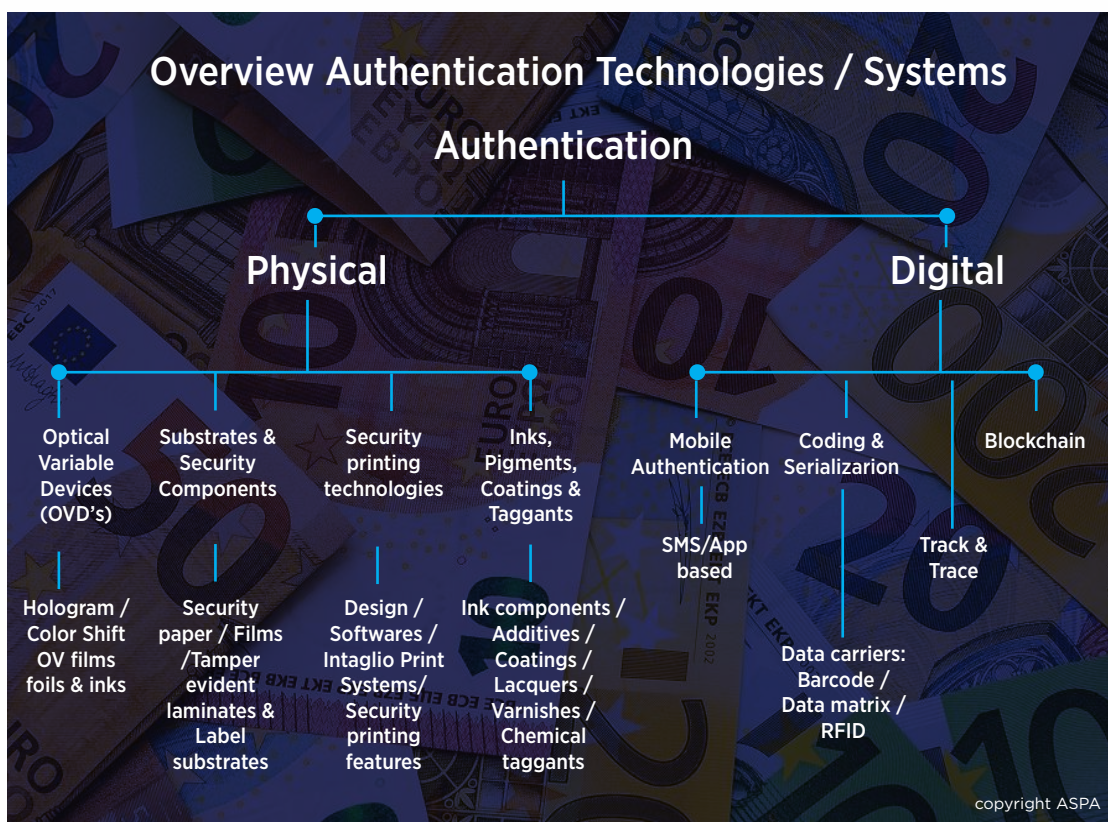 Overview Authentication Technologies / Systems
Authentication
Physical
Digital
Optical
Variable
Devices
(OVD's)
Substrates &
Security
Components
Security
printing
technologies
Inks,
Pigments,
Coatings &
Taggants
Mobile
Authentication
Coding &
Serializarion
Blockchain
Hologram /
Color Shift
OV films
foils & inks
Security
paper / Films
/Tamper
evident
laminates &
Label
substrates
Design /
Softwares /
Intaglio Print
Systems/
Security
printing
features
Ink components /
Additives /
Coatings /
Lacquers /
Varnishes /
Chemical
taggants
SMS/App
based
Data carriers:
Barcode /
Data matrix /
RFID
Track &
Trace
copyright ASPA